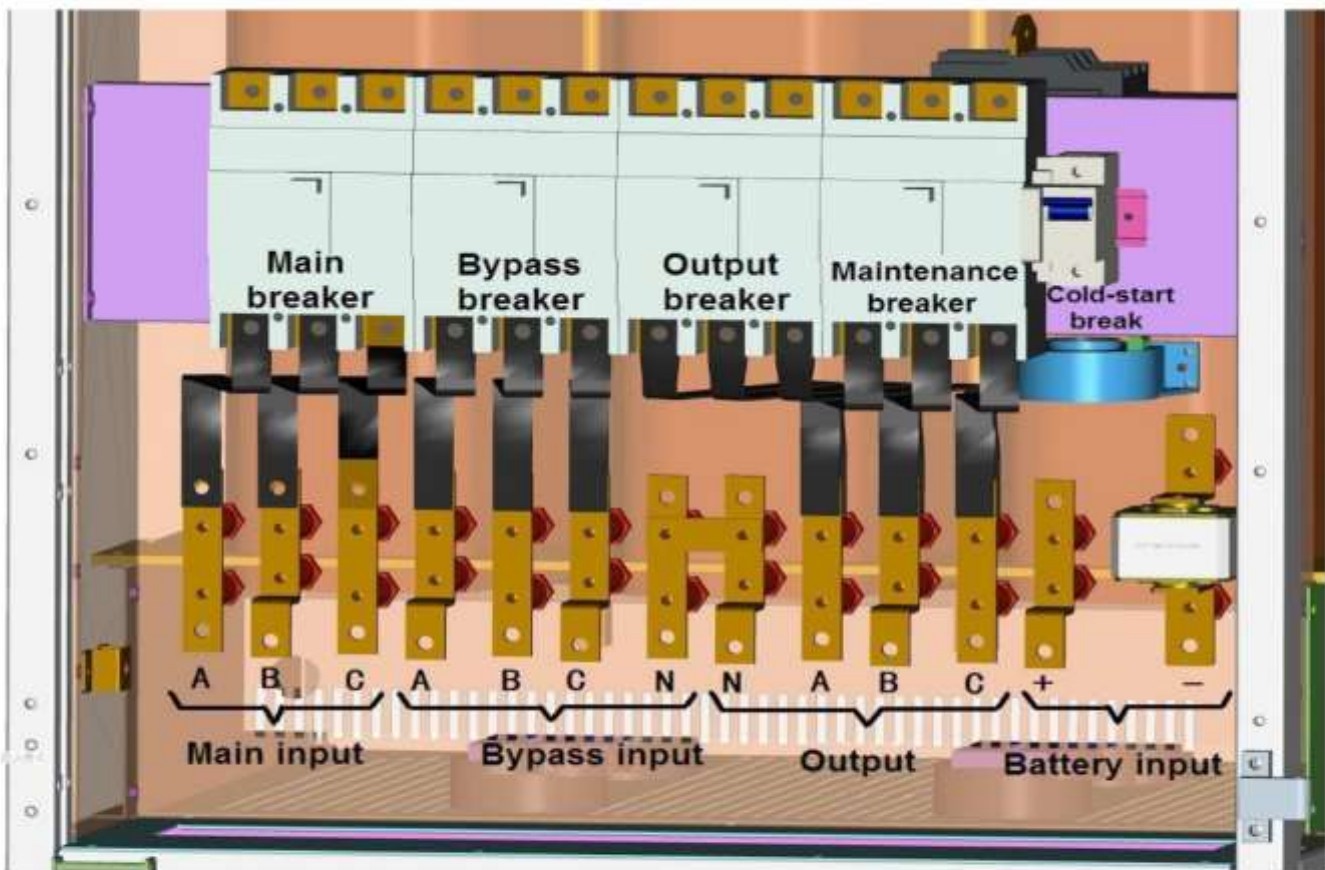 Main
breaker
Bypass
breaker
Output
breaker
Maintenance
breaker
Cold-start
break
A B C A B C N N A B C + −
Main input Bypass input Output Battery input